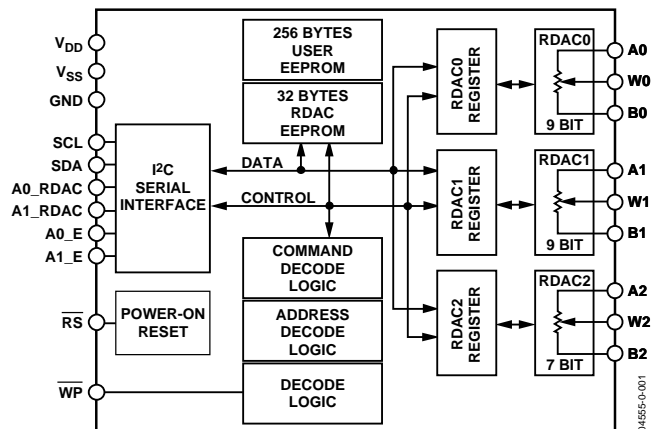 V_DD
V_SS
GND
SCL
SDA
A0_RDAC
A1_RDAC
A0_E
A1_E
RS
WP
I²C
SERIAL
INTERFACE
POWER-ON
RESET
256 BYTES
USER
EEPROM
32 BYTES
RDAC
EEPROM
DATA
CONTROL
COMMAND
DECODE
LOGIC
ADDRESS
DECODE
LOGIC
DECODE
LOGIC
RDAC0
REGISTER
RDAC1
REGISTER
RDAC2
REGISTER
RDAC0
9 BIT
RDAC1
9 BIT
RDAC2
7 BIT
A0
W0
B0
A1
W1
B1
A2
W2
B2
04555-0-001